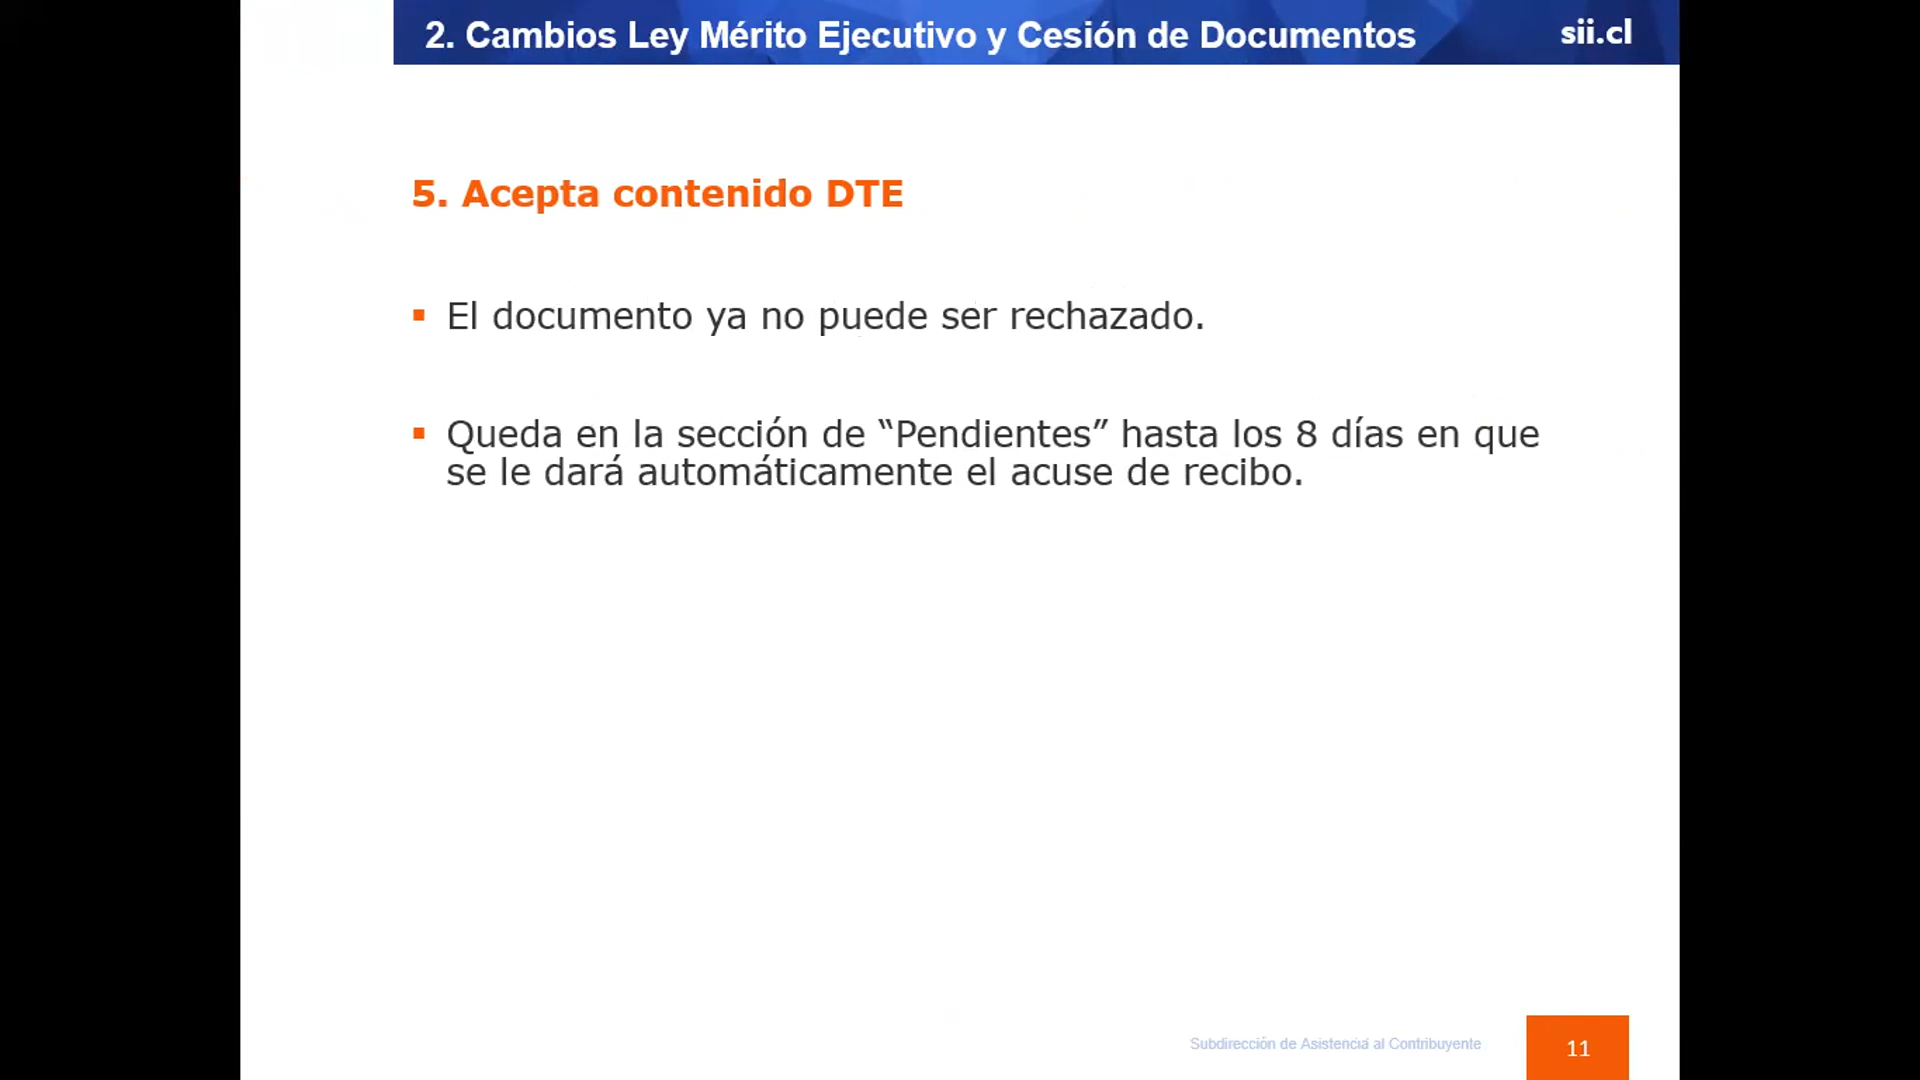 2. Cambios Ley Mérito Ejecutivo y Cesión de Documentos
sii.cl
5. Acepta contenido DTE
▪ El documento ya no puede ser rechazado.
▪ Queda en la sección de “Pendientes” hasta los 8 días en que
se le dará automáticamente el acuse de recibo.
Subdirección de Asistencia al Contribuyente
11